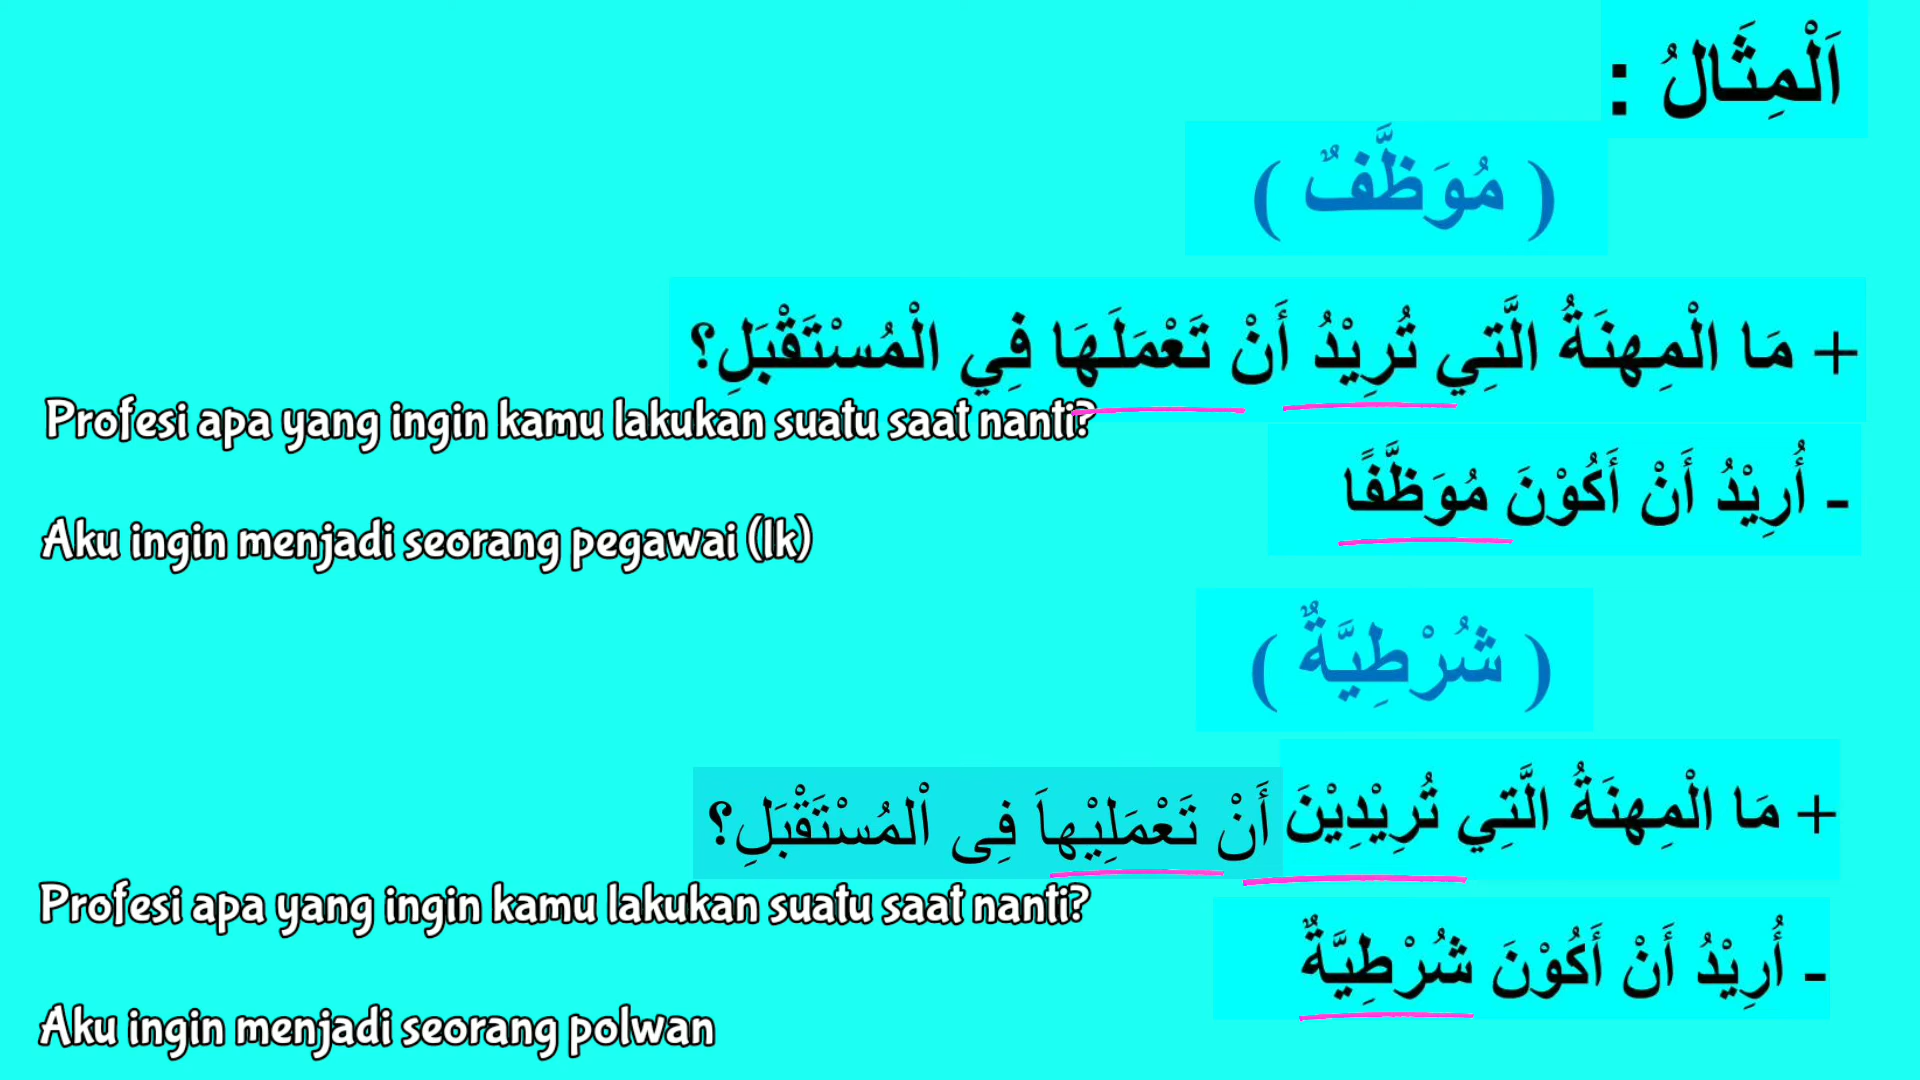 اَلْمِثَالُ :
( مُوَظَّفٌ )
+ مَا الْمِهنَةُ الَّتِي تُرِيْدُ أَنْ تَعْمَلَهَا فِي الْمُسْتَقْبَلِ؟
Profesi apa yang ingin kamu lakukan suatu saat nanti?
- أُرِيْدُ أَنْ أَكُوْنَ مُوَظَّفًا
Aku ingin menjadi seorang pegawai (lk)
( شُرْطِيَّةٌ )
+ مَا الْمِهنَةُ الَّتِي تُرِيْدِيْنَ أَنْ تَعْمَلِيْهاَ فِى اْلمُسْتَقْبَلِ؟
Profesi apa yang ingin kamu lakukan suatu saat nanti?
- أُرِيْدُ أَنْ أَكُوْنَ شُرْطِيَّةٌ
Aku ingin menjadi seorang polwan